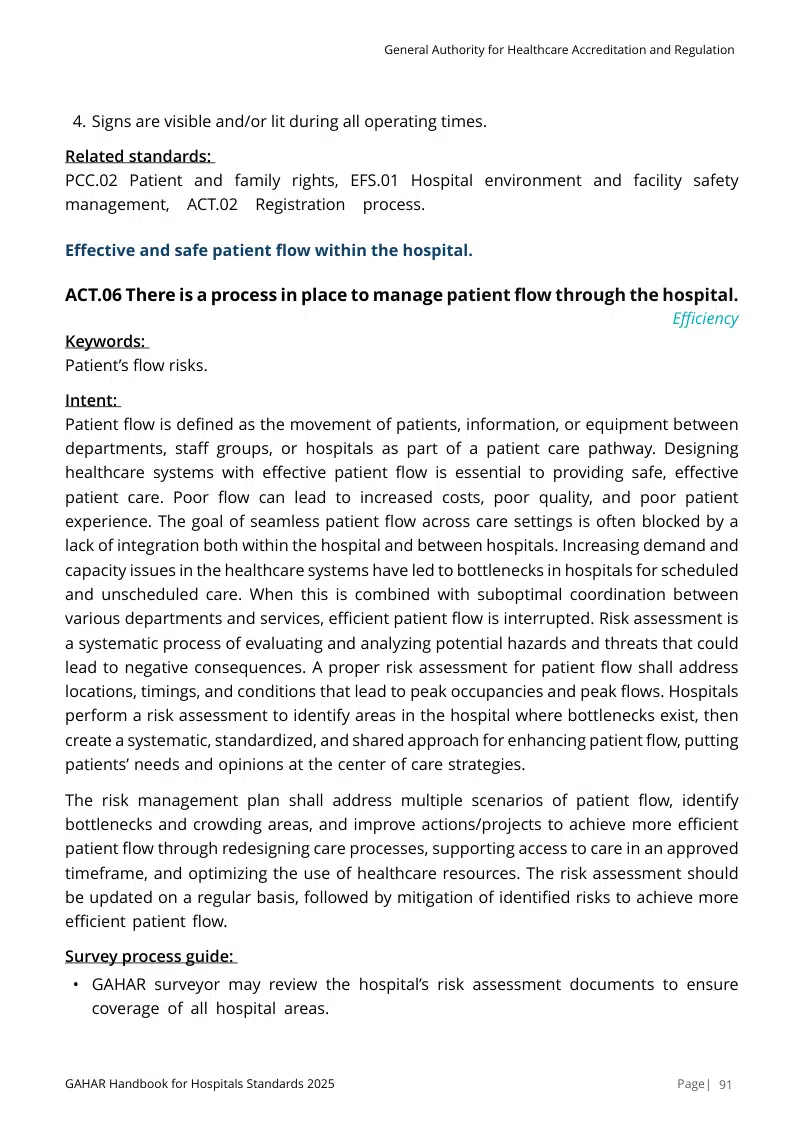 General Authority for Healthcare Accreditation and Regulation
4. Signs are visible and/or lit during all operating times.
Related standards:
PCC.02 Patient and family rights, EFS.01 Hospital environment and facility safety
management, ACT.02 Registration process.
Effective and safe patient flow within the hospital.
ACT.06 There is a process in place to manage patient flow through the hospital.
Efficiency
Keywords:
Patient’s flow risks.
Intent:
Patient flow is defined as the movement of patients, information, or equipment between
departments, staff groups, or hospitals as part of a patient care pathway. Designing
healthcare systems with effective patient flow is essential to providing safe, effective
patient care. Poor flow can lead to increased costs, poor quality, and poor patient
experience. The goal of seamless patient flow across care settings is often blocked by a
lack of integration both within the hospital and between hospitals. Increasing demand and
capacity issues in the healthcare systems have led to bottlenecks in hospitals for scheduled
and unscheduled care. When this is combined with suboptimal coordination between
various departments and services, efficient patient flow is interrupted. Risk assessment is
a systematic process of evaluating and analyzing potential hazards and threats that could
lead to negative consequences. A proper risk assessment for patient flow shall address
locations, timings, and conditions that lead to peak occupancies and peak flows. Hospitals
perform a risk assessment to identify areas in the hospital where bottlenecks exist, then
create a systematic, standardized, and shared approach for enhancing patient flow, putting
patients’ needs and opinions at the center of care strategies.
The risk management plan shall address multiple scenarios of patient flow, identify
bottlenecks and crowding areas, and improve actions/projects to achieve more efficient
patient flow through redesigning care processes, supporting access to care in an approved
timeframe, and optimizing the use of healthcare resources. The risk assessment should
be updated on a regular basis, followed by mitigation of identified risks to achieve more
efficient patient flow.
Survey process guide:
• GAHAR surveyor may review the hospital’s risk assessment documents to ensure
coverage of all hospital areas.
GAHAR Handbook for Hospitals Standards 2025 Page| 91